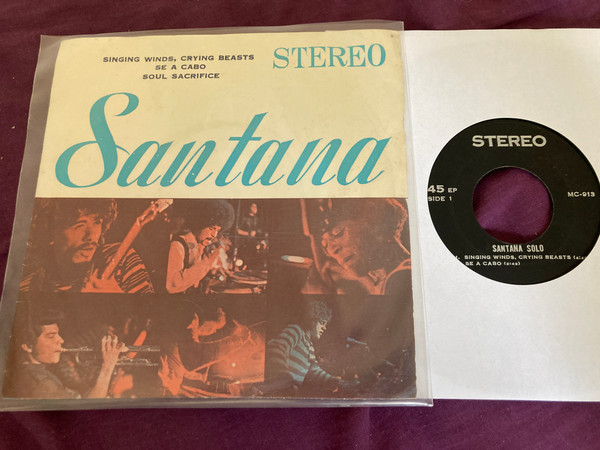 SINGING WINDS, CRYING BEASTS
SE A CABO
SOUL SACRIFICE
STEREO
Santana
STEREO
45 EP
SIDE 1
MC-913
SANTANA SOLO
SINGING WINDS, CRYING BEASTS
SE A CABO